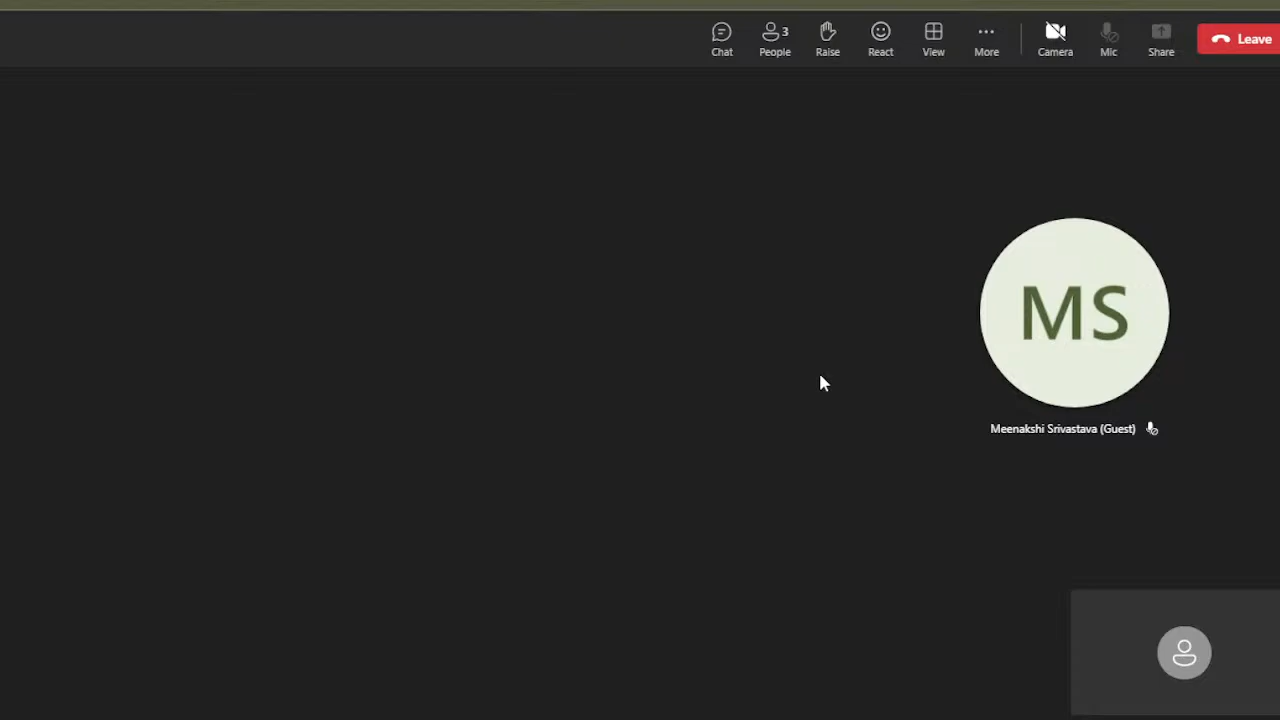 Chat
3
People
Raise
React
View
More
Camera
Mic
Share
Leave
MS
Meenakshi Srivastava (Guest)